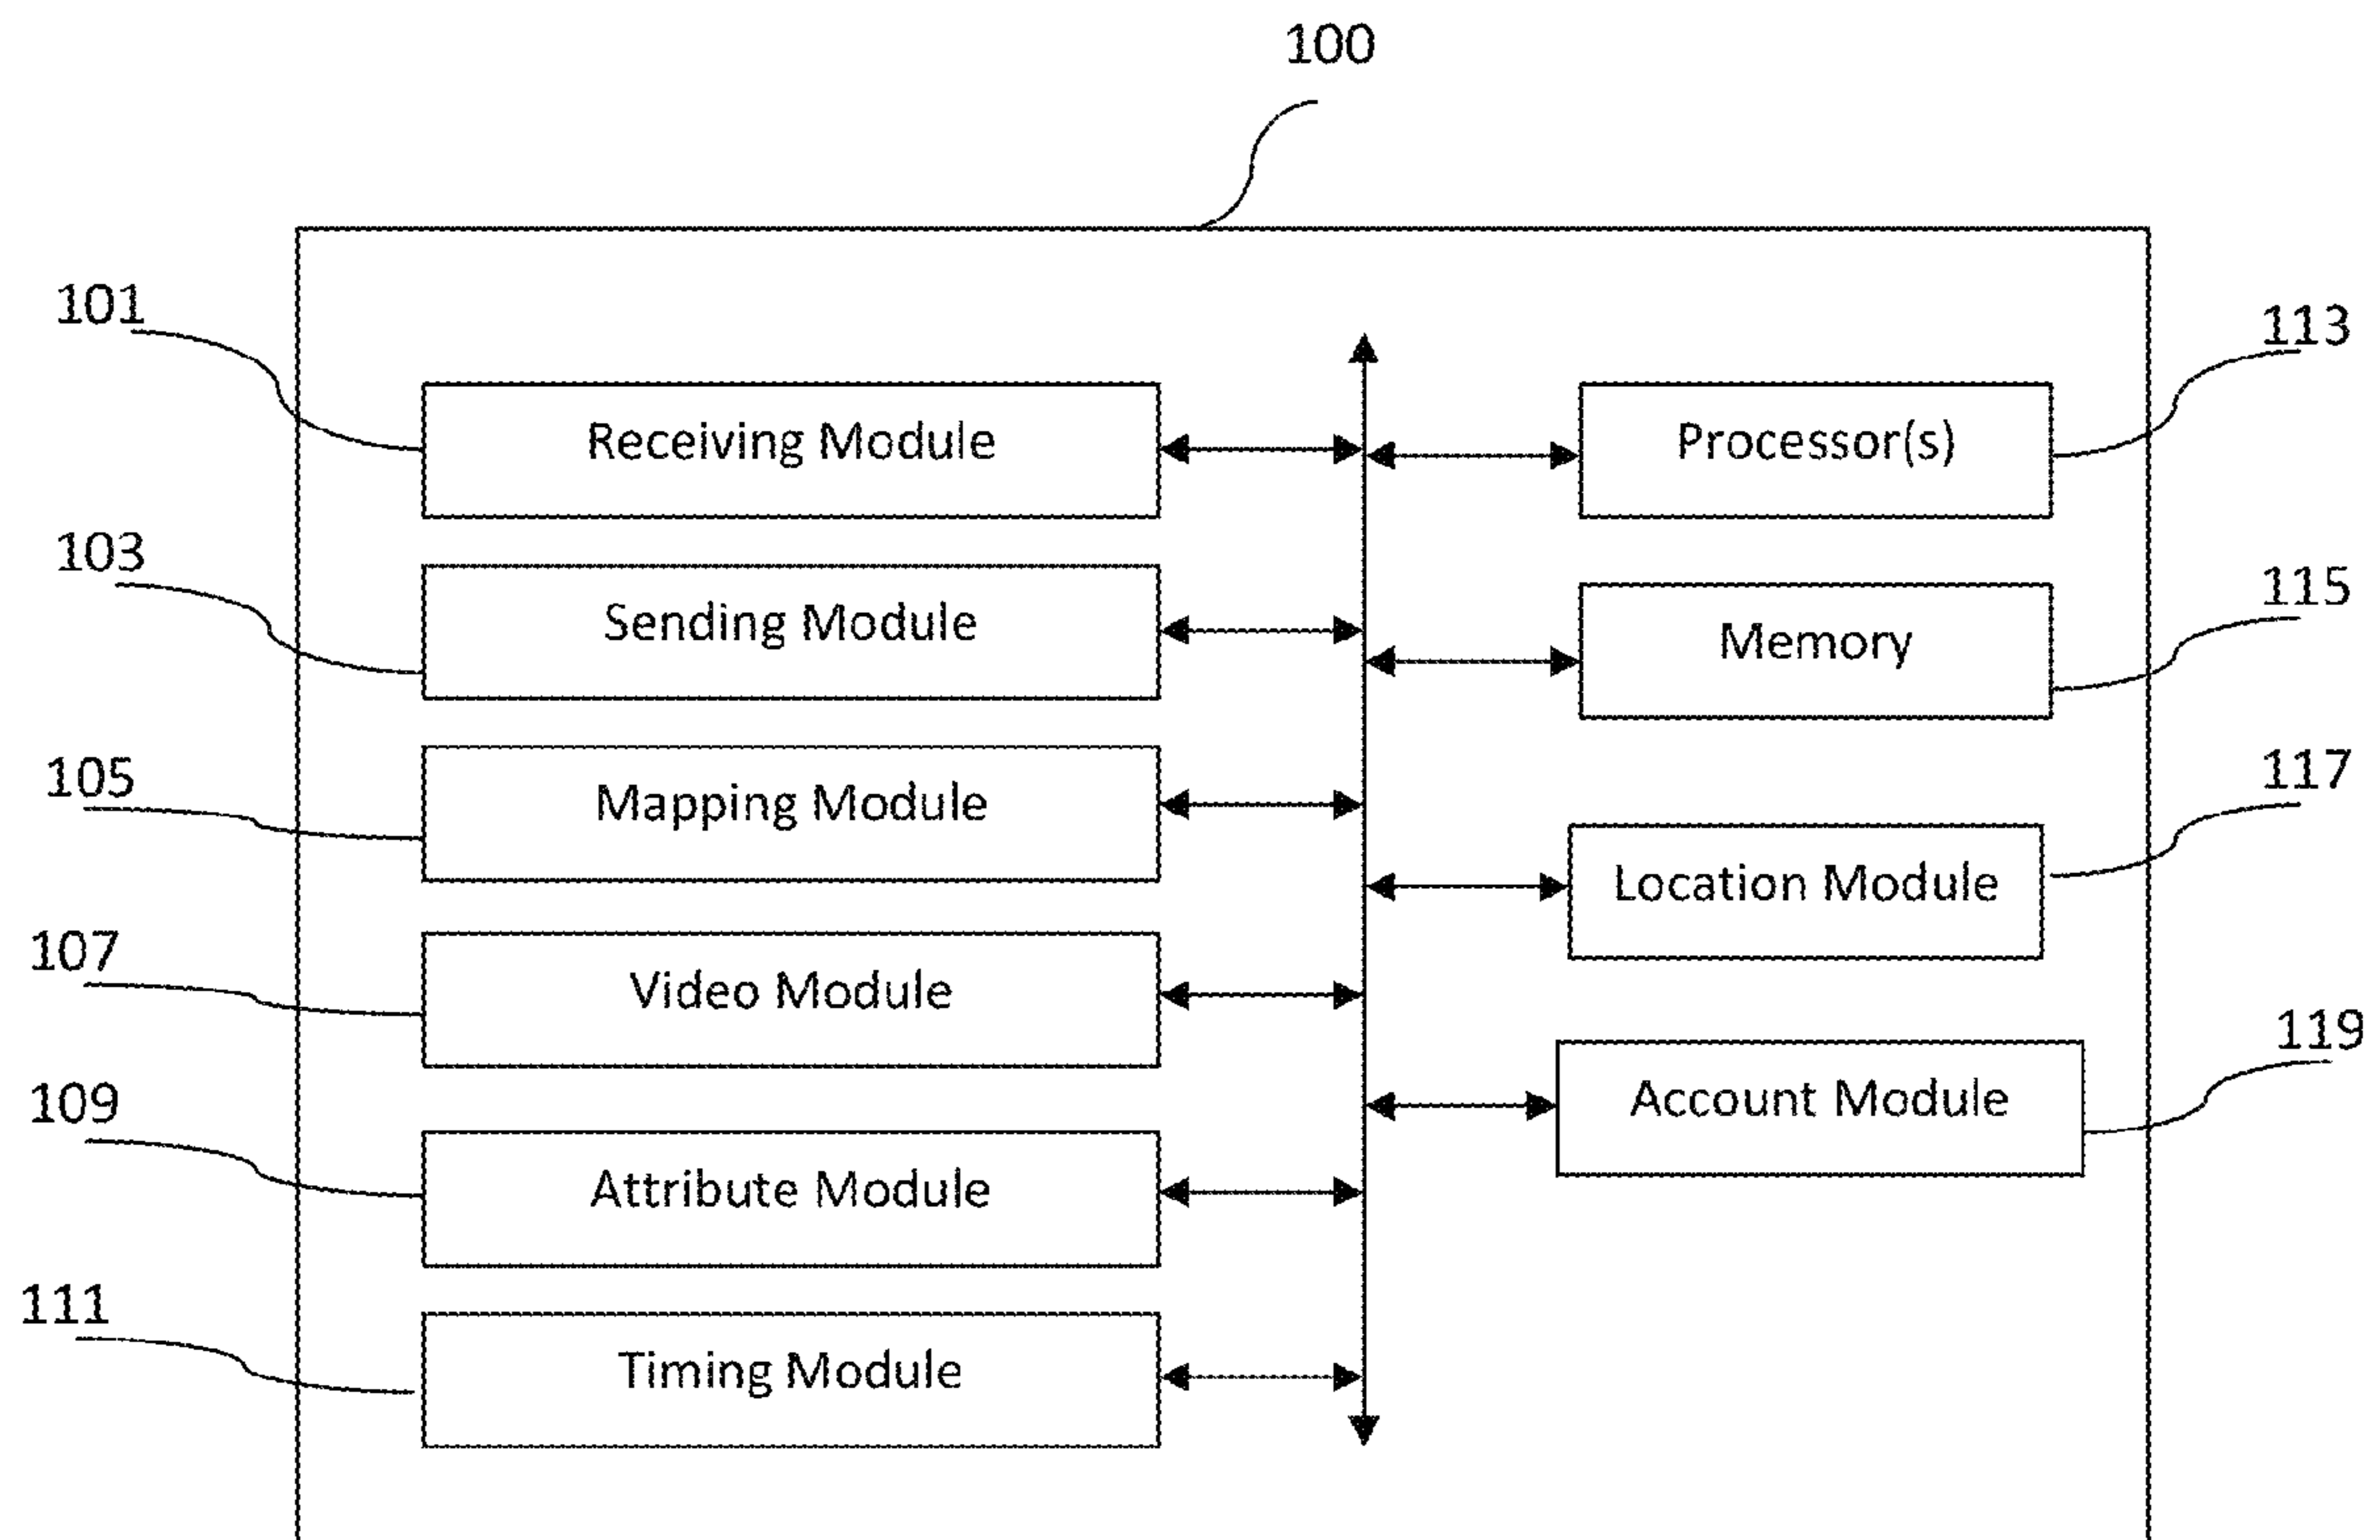 100
101
113
Receiving Module
Processor(s)
103
115
Sending Module
Memory
105
117
Mapping Module
Location Module
107
Video Module
119
109
Account Module
Attribute Module
111
Timing Module